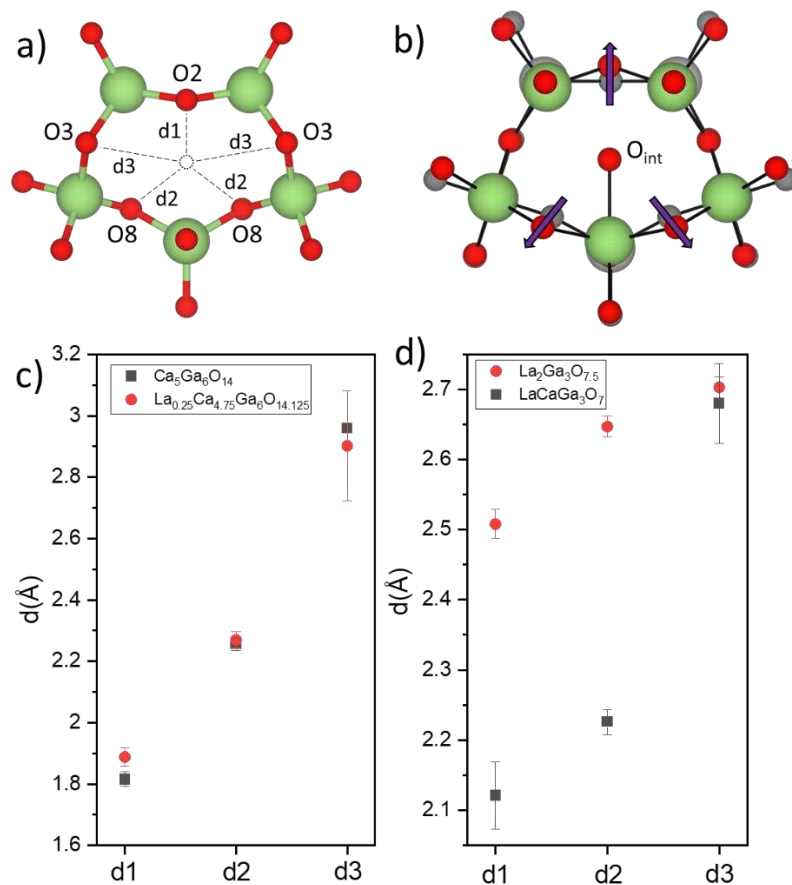 a)
O2
O3
d1
O3
d3
d3
d2
d2
O8
O8
b)
Oint
c)
Ca5Ga6O14
La0.25Ca4.75Ga6O14.125
3.2
3
2.8
2.6
2.4
2.2
2
1.8
1.6
d(Å)
d1
d2
d3
d)
La2Ga3O7.5
LaCaGa3O7
2.7
2.6
2.5
2.4
2.3
2.2
2.1
d(Å)
d1
d2
d3